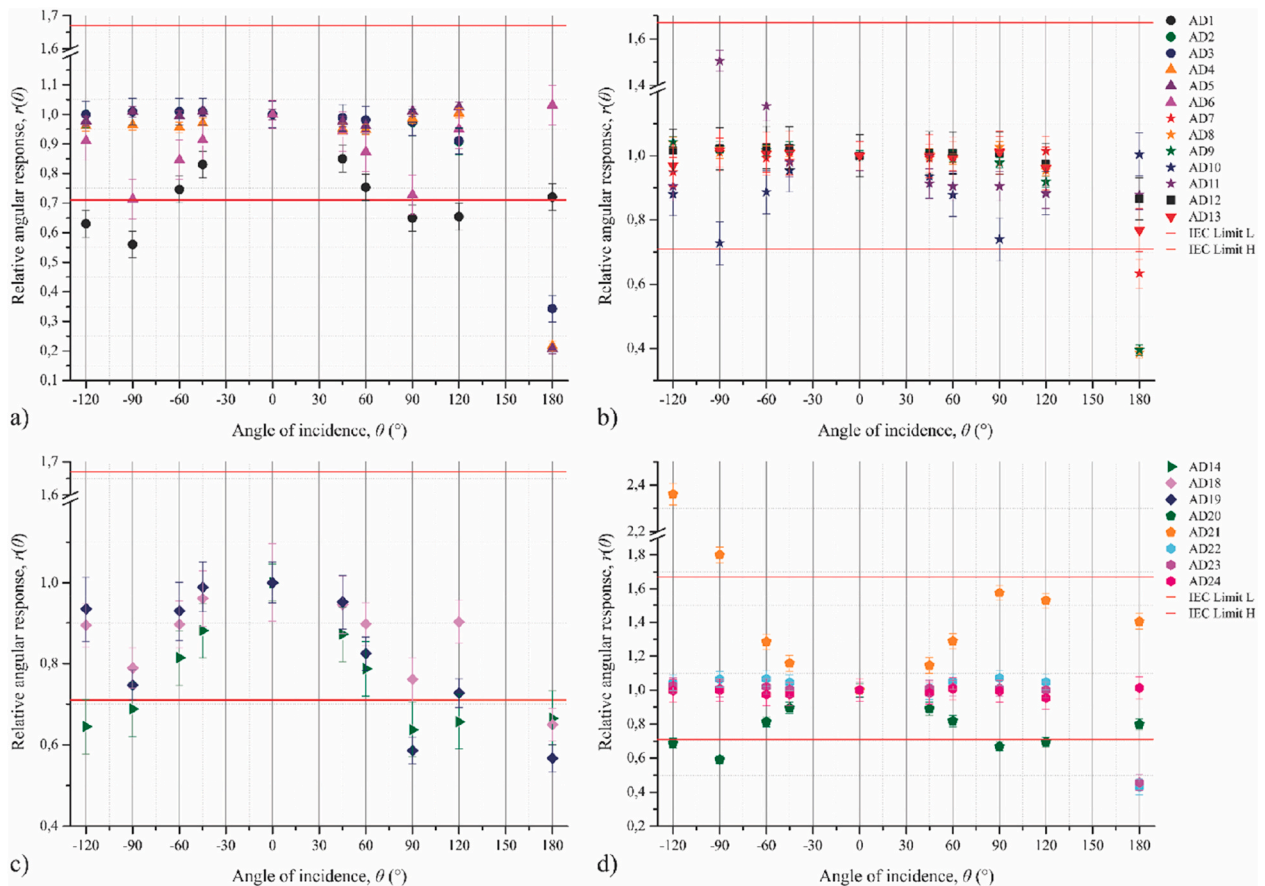 1,7
1,6
1,1
1,0
0,9
0,8
0,7
0,6
0,5
0,4
0,3
0,2
0,1
-120 -90 -60 -30 0 30 60 90 120 150 180
Relative angular response, r(θ)
Angle of incidence, θ (°)
a)
1,6
1,4
1,0
0,8
0,6
0,4
-120 -90 -60 -30 0 30 60 90 120 150 180
Relative angular response, r(θ)
Angle of incidence, θ (°)
b)
AD1
AD2
AD3
AD4
AD5
AD6
AD7
AD8
AD9
AD10
AD11
AD12
AD13
IEC Limit L
IEC Limit H
1,7
1,6
1,0
0,8
0,6
0,4
-120 -90 -60 -30 0 30 60 90 120 150 180
Relative angular response, r(θ)
Angle of incidence, θ (°)
c)
2,4
2,2
1,8
1,6
1,4
1,2
1,0
0,8
0,6
0,4
0,2
-120 -90 -60 -30 0 30 60 90 120 150 180
Relative angular response, r(θ)
Angle of incidence, θ (°)
d)
AD14
AD18
AD19
AD20
AD21
AD22
AD23
AD24
IEC Limit L
IEC Limit H